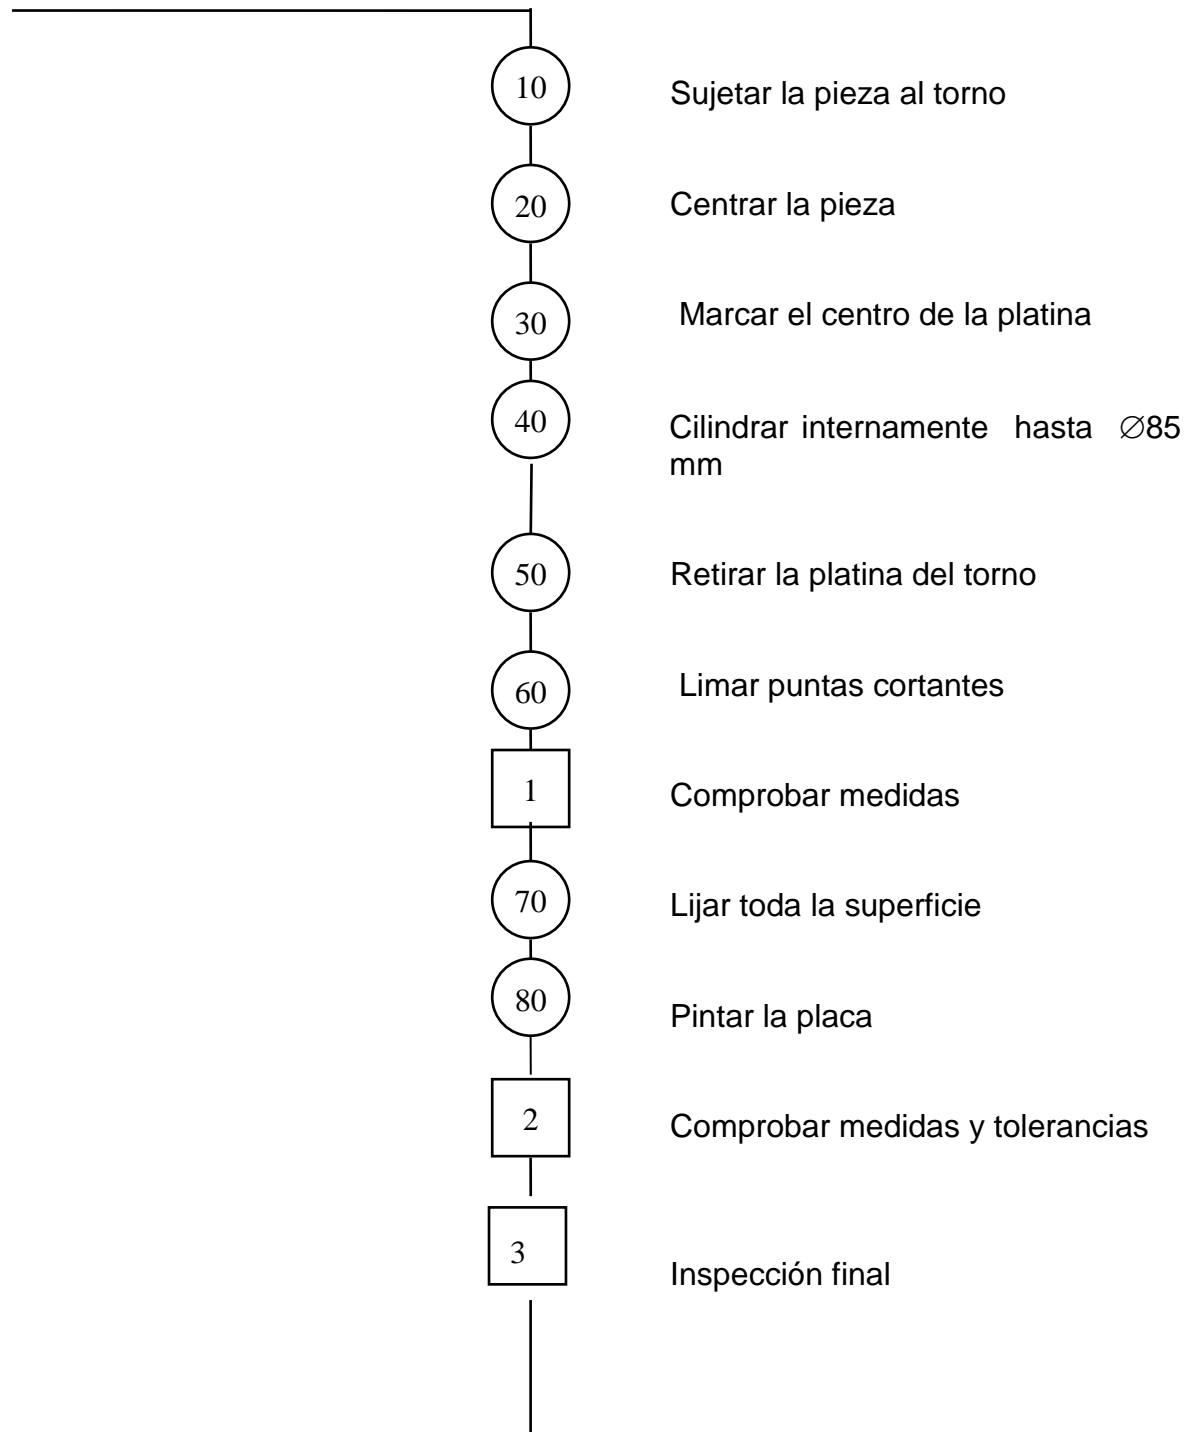 10 Sujetar la pieza al torno
20 Centrar la pieza
30 Marcar el centro de la platina
40 Cilindrar internamente hasta ∅85
mm
50 Retirar la platina del torno
60 Limar puntas cortantes
1 Comprobar medidas
70 Lijar toda la superficie
80 Pintar la placa
2 Comprobar medidas y tolerancias
3 Inspección final